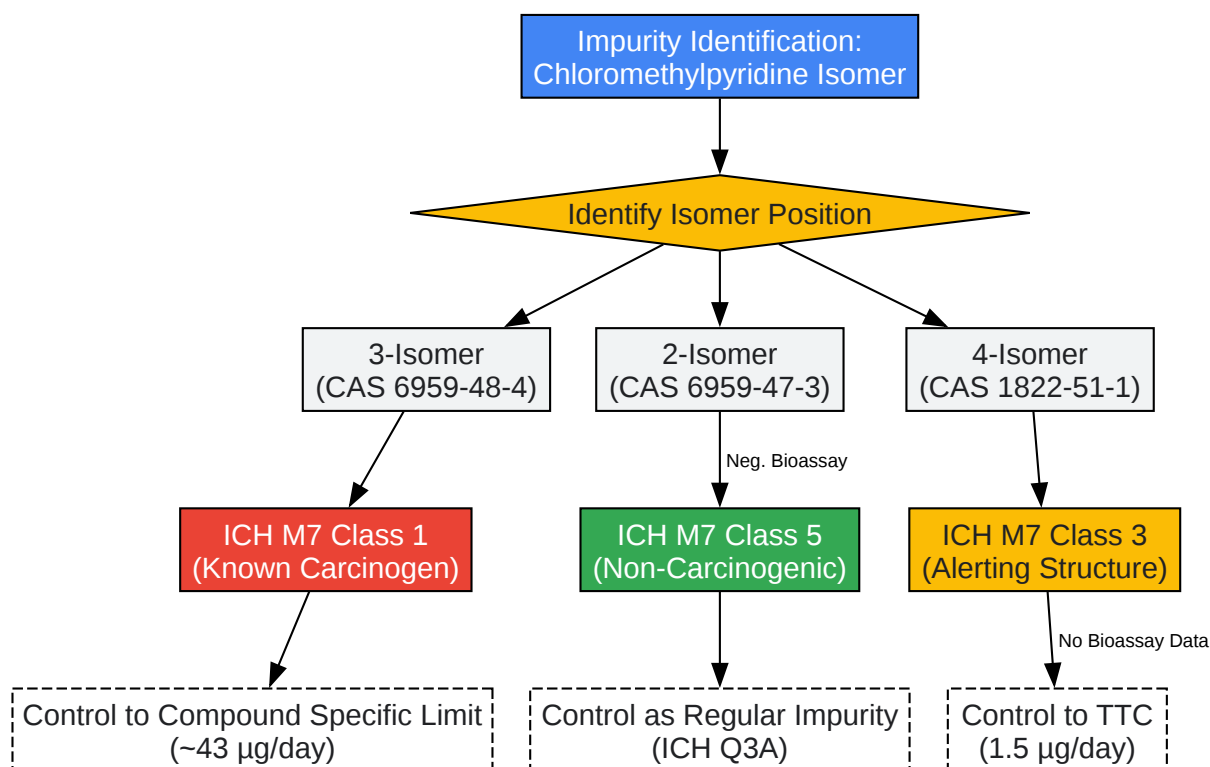 Impurity Identification:
Chloromethylpyridine Isomer
Identify Isomer Position
3-Isomer
(CAS 6959-48-4)
2-Isomer
(CAS 6959-47-3)
4-Isomer
(CAS 1822-51-1)
Neg. Bioassay
ICH M7 Class 1
(Known Carcinogen)
ICH M7 Class 5
(Non-Carcinogenic)
ICH M7 Class 3
(Alerting Structure)
No Bioassay Data
Control to Compound Specific Limit
(~43 µg/day)
Control as Regular Impurity
(ICH Q3A)
Control to TTC
(1.5 µg/day)